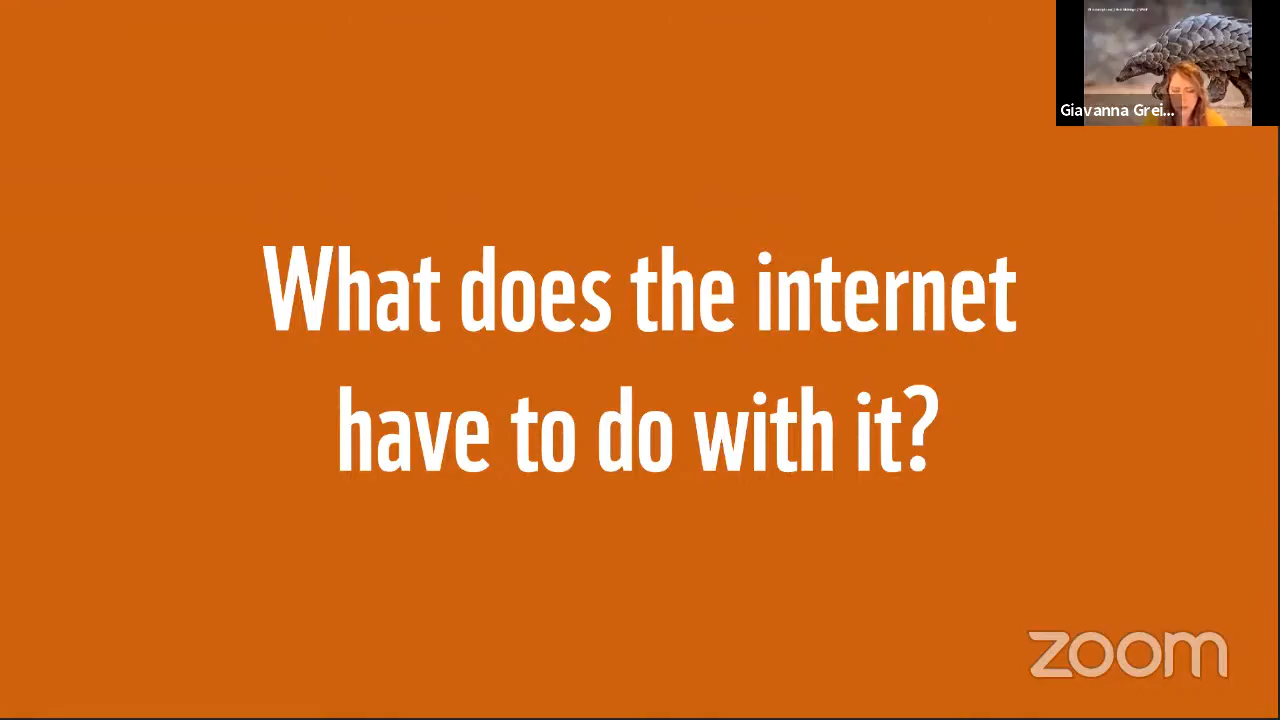 Giavanna Grei...
What does the internet
have to do with it?
zoom